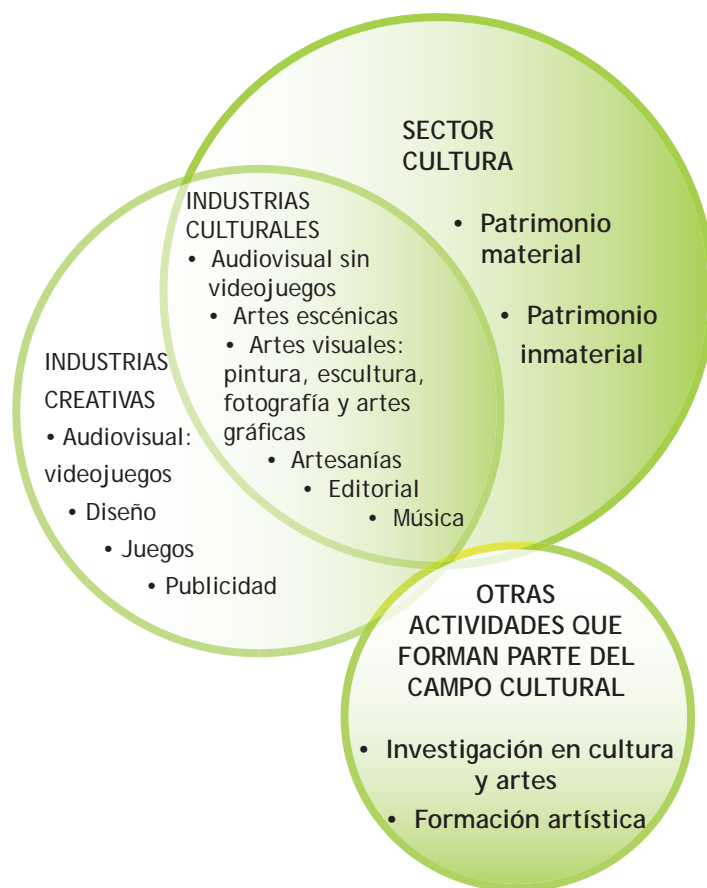 SECTOR
CULTURA
• Patrimonio
material
• Patrimonio
inmaterial
INDUSTRIAS
CULTURALES
• Audiovisual sin
videojuegos
• Artes escénicas
• Artes visuales:
pintura, escultura,
fotografía y artes
gráficas
• Artesanías
• Editorial
• Música
INDUSTRIAS
CREATIVAS
• Audiovisual:
videojuegos
• Diseño
• Juegos
• Publicidad
OTRAS
ACTIVIDADES QUE
FORMAN PARTE DEL
CAMPO CULTURAL
• Investigación en cultura
y artes
• Formación artística